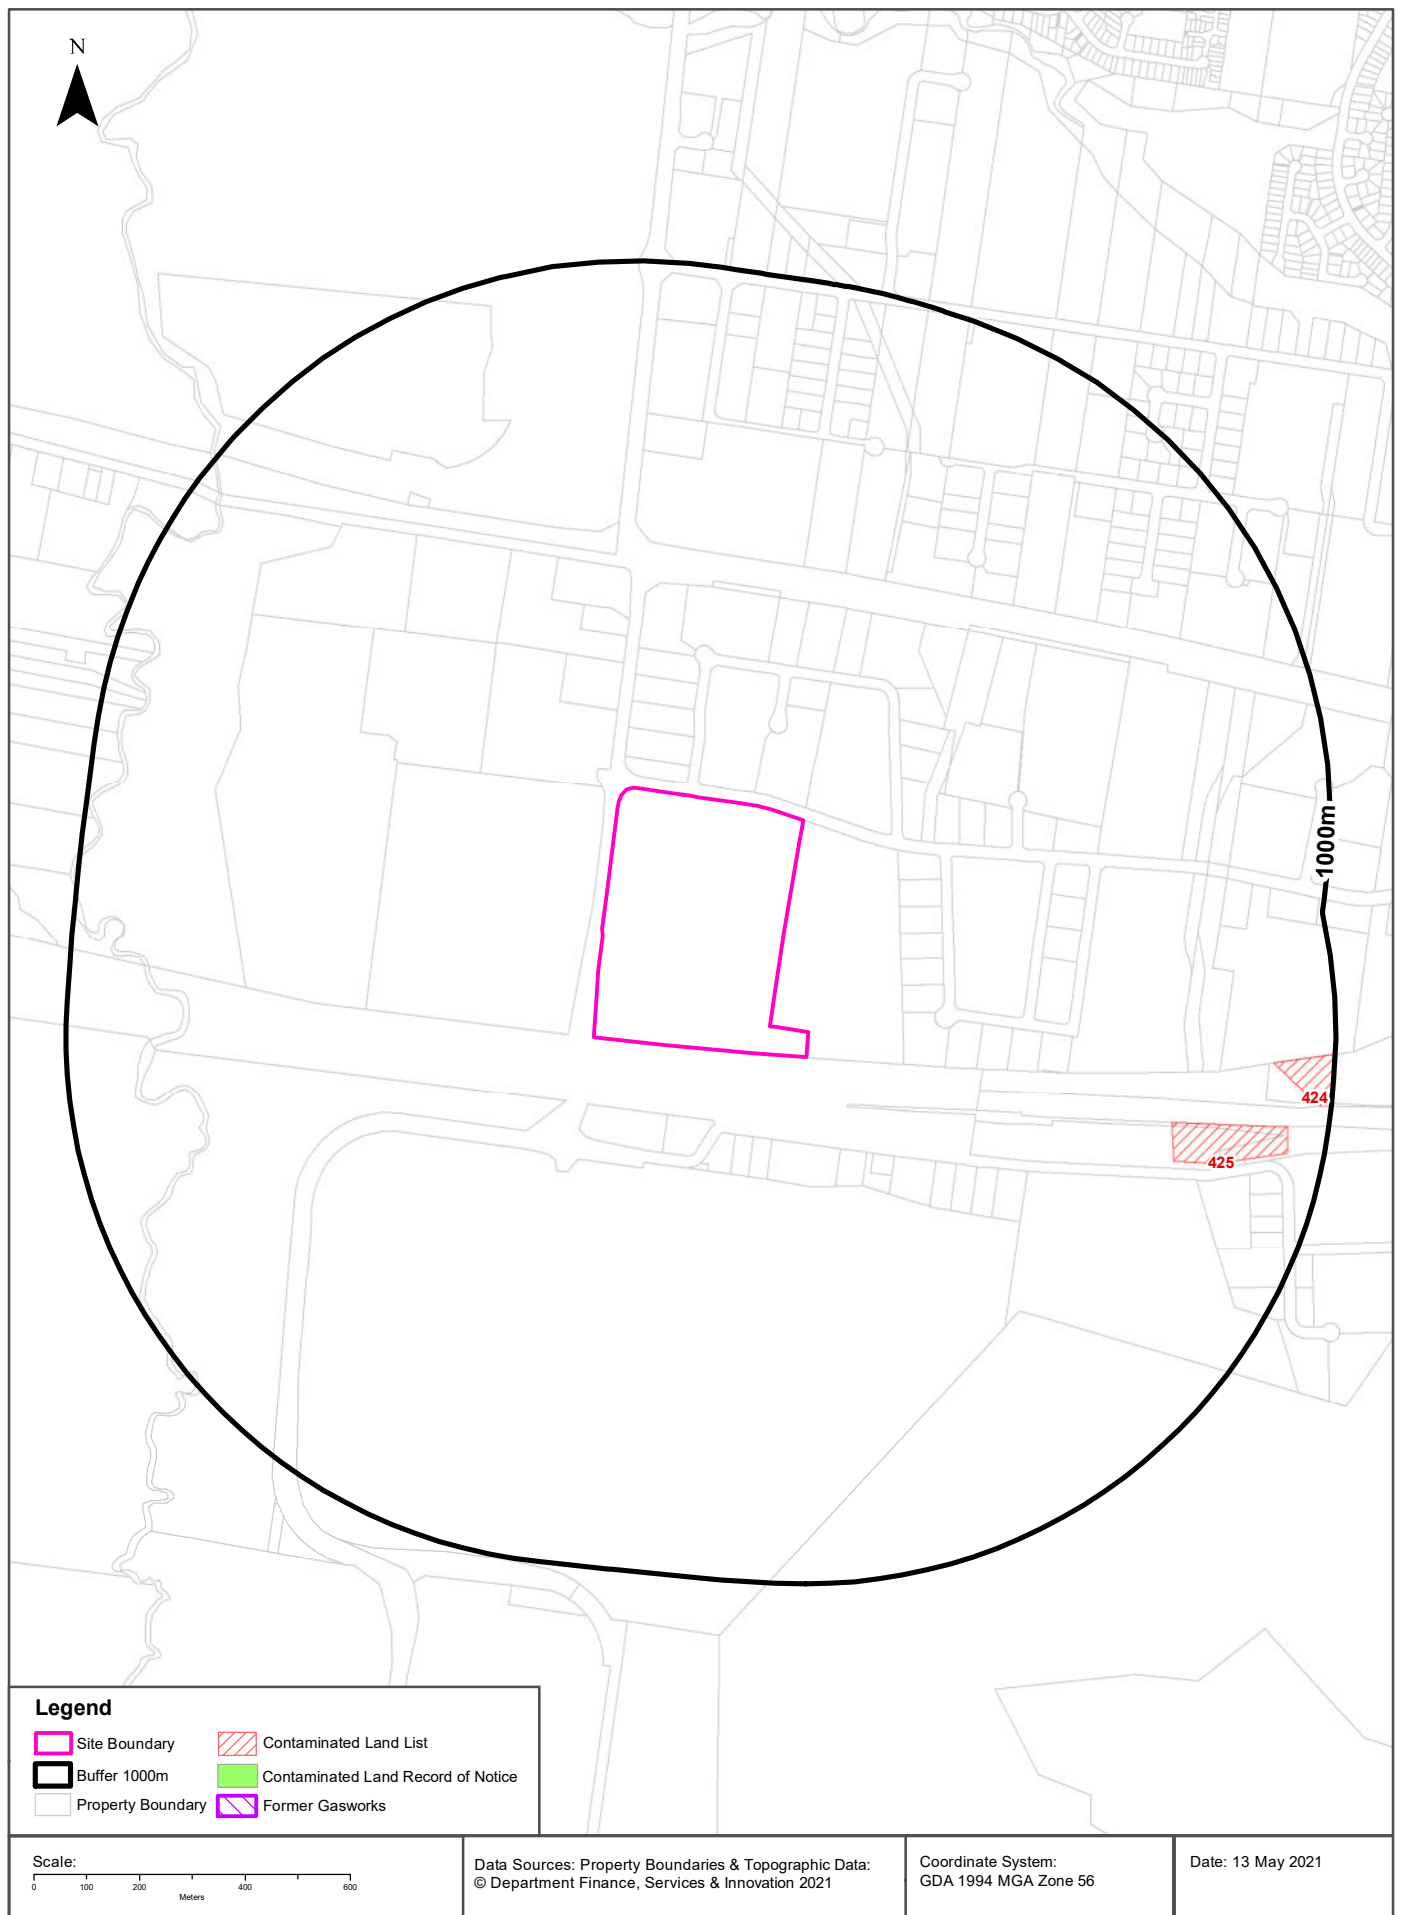 N
1000m
424
425
Legend
Site Boundary
Contaminated Land List
Buffer 1000m
Contaminated Land Record of Notice
Property Boundary
Former Gasworks
Scale:
0 100 200 400 600
Meters
Data Sources: Property Boundaries & Topographic Data:
© Department Finance, Services & Innovation 2021
Coordinate System:
GDA 1994 MGA Zone 56
Date: 13 May 2021